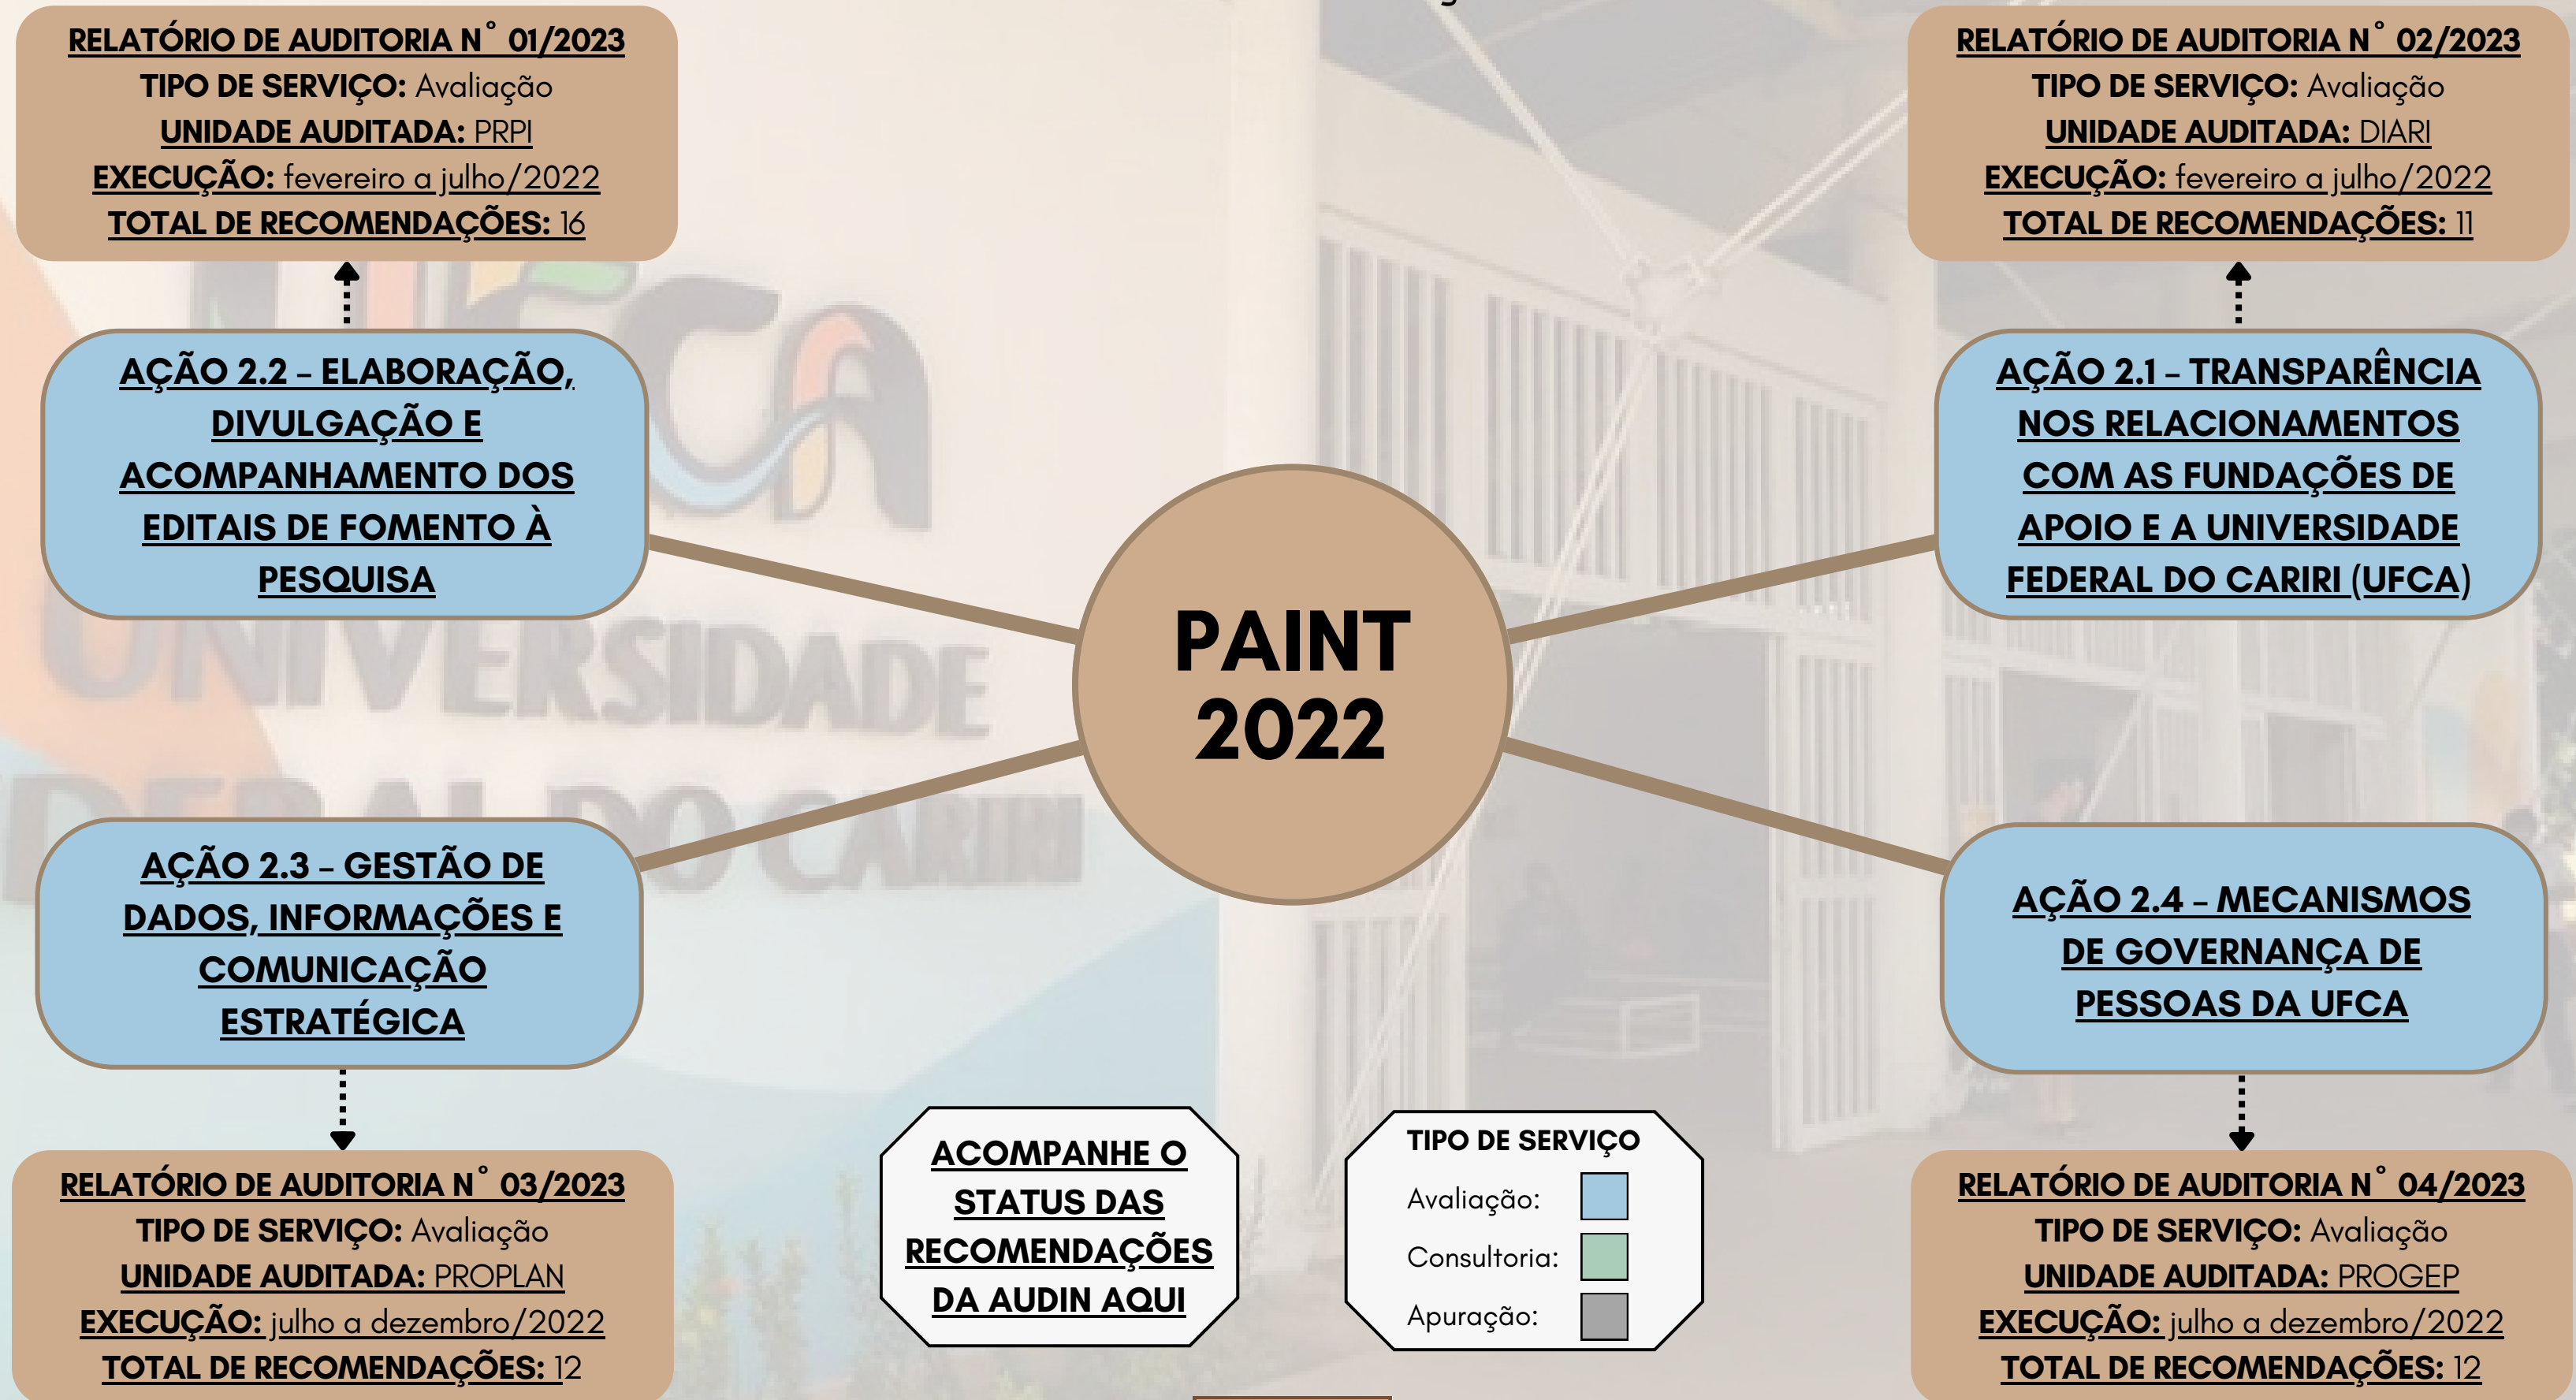 RELATÓRIO DE AUDITORIA N° 01/2023
TIPO DE SERVIÇO: Avaliação
UNIDADE AUDITADA: PRPI
EXECUÇÃO: fevereiro a julho/2022
TOTAL DE RECOMENDAÇÕES: 16
RELATÓRIO DE AUDITORIA N° 02/2023
TIPO DE SERVIÇO: Avaliação
UNIDADE AUDITADA: DIARI
EXECUÇÃO: fevereiro a julho/2022
TOTAL DE RECOMENDAÇÕES: 11
AÇÃO 2.2 – ELABORAÇÃO,
DIVULGAÇÃO E
ACOMPANHAMENTO DOS
EDITAIS DE FOMENTO À
PESQUISA
AÇÃO 2.1 – TRANSPARÊNCIA
NOS RELACIONAMENTOS
COM AS FUNDAÇÕES DE
APOIO E A UNIVERSIDADE
FEDERAL DO CARIRI (UFCA)
UFCA
UNIVERSIDADE
FEDERAL DO CARIRI
PAINT
2022
AÇÃO 2.3 – GESTÃO DE
DADOS, INFORMAÇÕES E
COMUNICAÇÃO
ESTRATÉGICA
AÇÃO 2.4 – MECANISMOS
DE GOVERNANÇA DE
PESSOAS DA UFCA
RELATÓRIO DE AUDITORIA N° 03/2023
TIPO DE SERVIÇO: Avaliação
UNIDADE AUDITADA: PROPLAN
EXECUÇÃO: julho a dezembro/2022
TOTAL DE RECOMENDAÇÕES: 12
ACOMPANHE O
STATUS DAS
RECOMENDAÇÕES
DA AUDIN AQUI
TIPO DE SERVIÇO
Avaliação:
Consultoria:
Apuração:
RELATÓRIO DE AUDITORIA N° 04/2023
TIPO DE SERVIÇO: Avaliação
UNIDADE AUDITADA: PROGEP
EXECUÇÃO: julho a dezembro/2022
TOTAL DE RECOMENDAÇÕES: 12